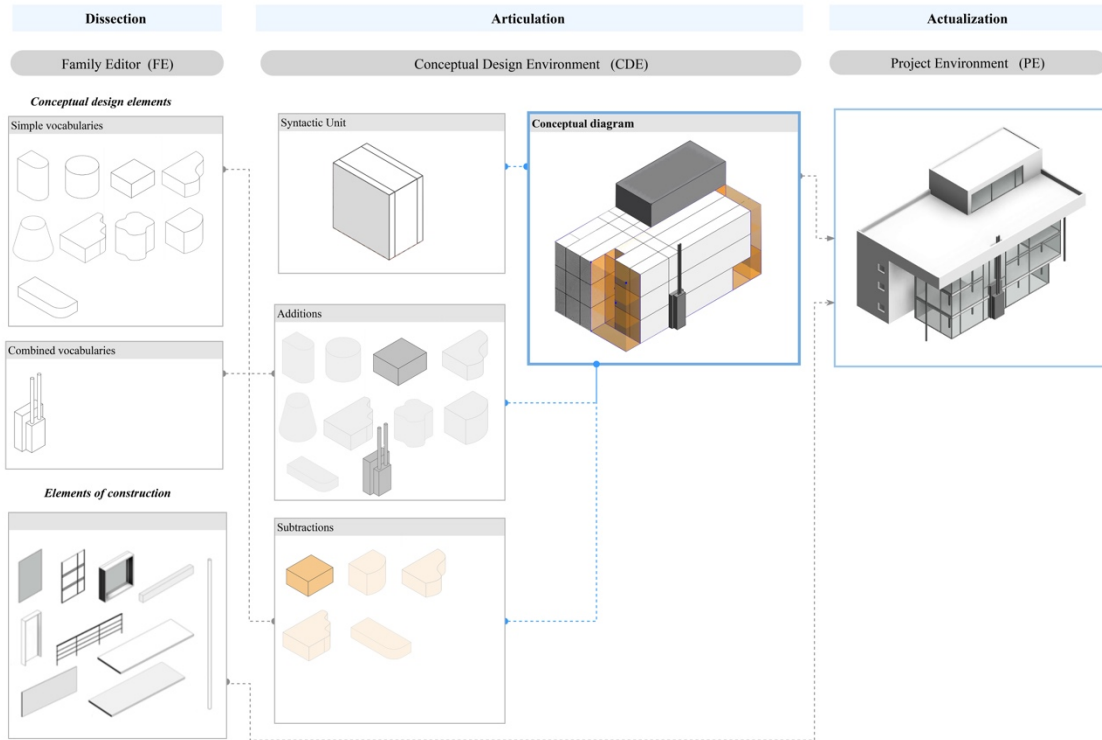 Dissection
Articulation
Actualization
Family Editor (FE)
Conceptual Design Environment (CDE)
Project Environment (PE)
Conceptual design elements
Simple vocabularies
Syntactic Unit
Conceptual diagram
Additions
Combined vocabularies
Elements of construction
Subtractions